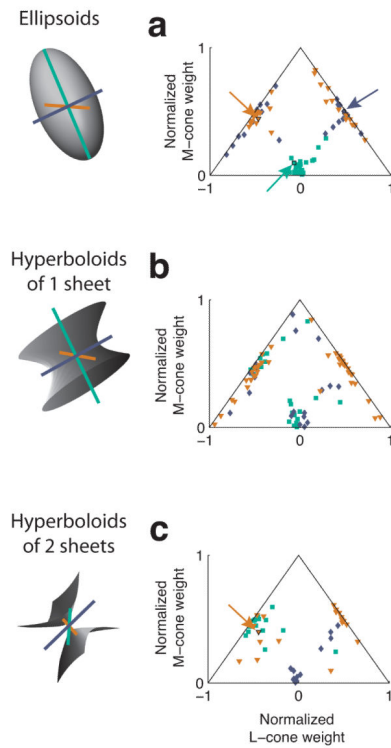 Ellipsoids
a
Normalized
M-cone weight
1
0
−1
0
1
Hyperboloids
of 1 sheet
b
Normalized
M-cone weight
1
0
−1
0
1
Hyperboloids
of 2 sheets
c
Normalized
M-cone weight
1
0
−1
0
1
Normalized
L-cone weight